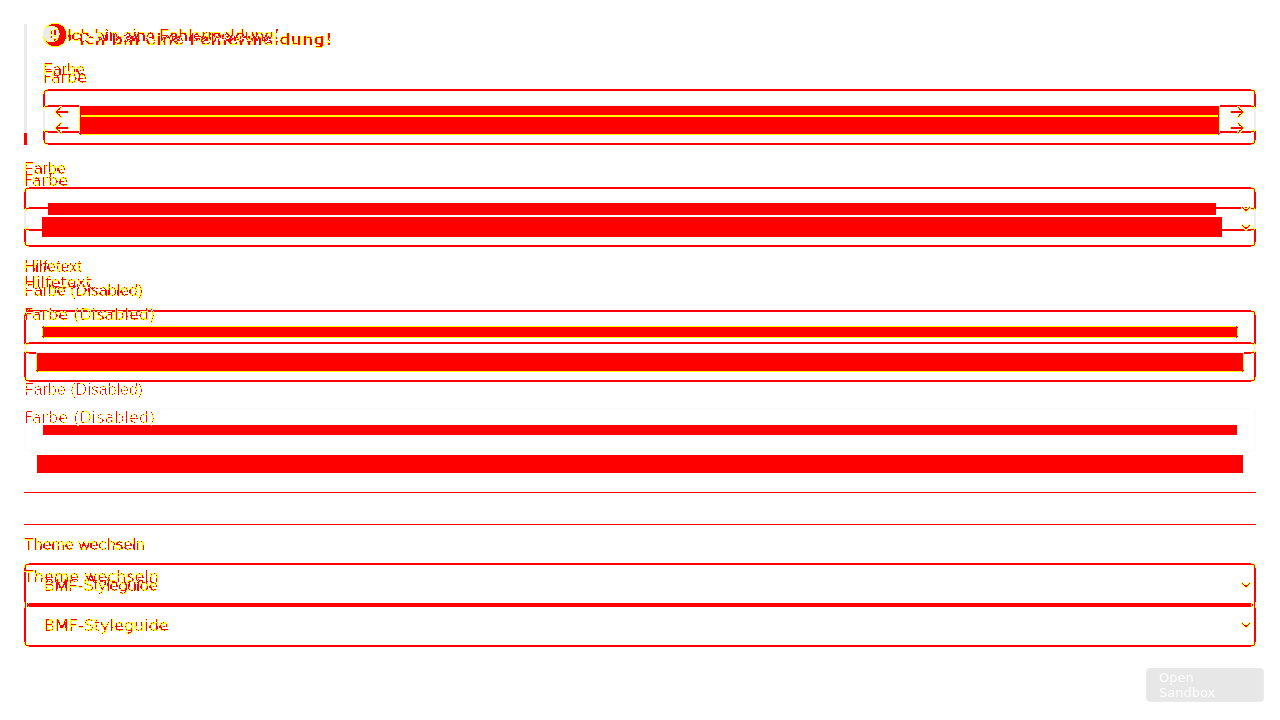 Ich bin eine Fehlermeldung!
Ich bin eine Fehlermeldung!
Farbe
Farbe
Farbe
Farbe
Hilfetext
Hilfetext
Farbe (Disabled)
Farbe (Disabled)
Farbe (Disabled)
Farbe (Disabled)
Theme wechseln
Theme wechseln
BMF-Styleguide
BMF-Styleguide
Open
Sandbox